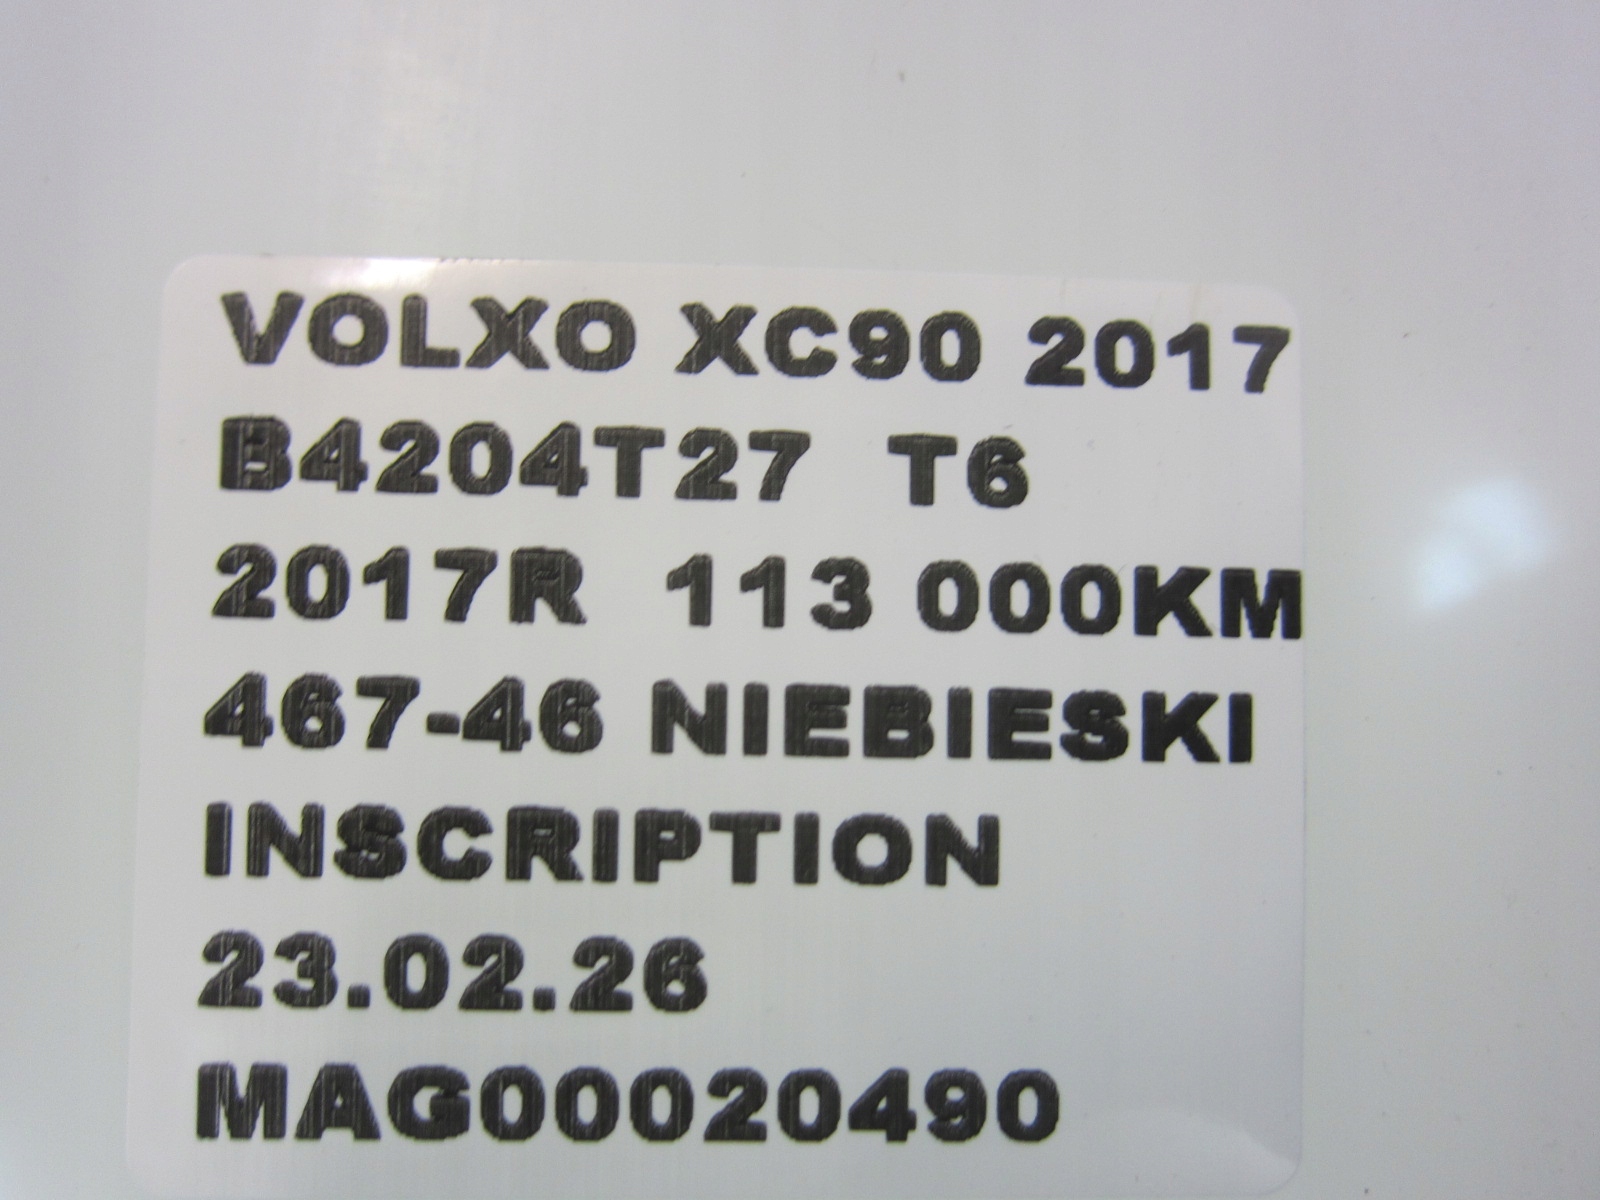 VOLXO XC90 2017
B4204T27 T6
2017R 113 000KM
467-46 NIEBIESKI
INSCRIPTION
23.02.26
MAG00020490